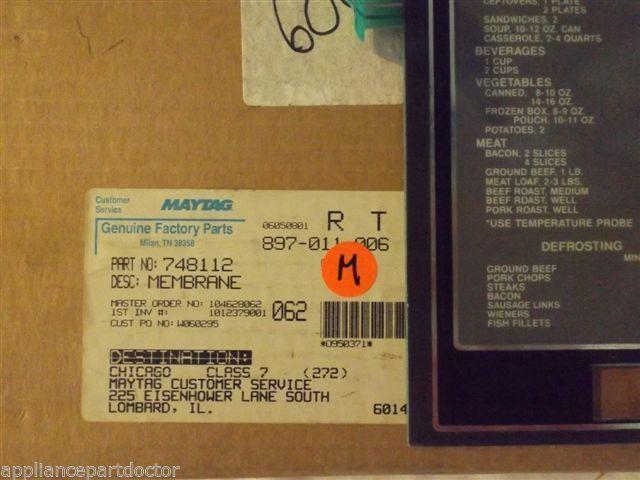 60
LEFTOVERS, 1 PLATE
2 PLATES
SANDWICHES, 2
SOUP, 10-12 OZ. CAN
CASSEROLE, 2-4 QUARTS
BEVERAGES
1 CUP
2 CUPS
VEGETABLES
CANNED, 8-10 OZ.
14-16 OZ.
FROZEN BOX, 8-9 OZ.
POUCH, 10-11 OZ.
POTATOES, 2
MEAT
BACON, 2 SLICES
4 SLICES
GROUND BEEF, 1 LB.
MEAT LOAF, 2-3 LBS.
BEEF ROAST, MEDIUM
BEEF ROAST, WELL
PORK ROAST, WELL
*USE TEMPERATURE PROBE
DEFROSTING
MIN
GROUND BEEF
PORK CHOPS
STEAKS
BACON
SAUSAGE LINKS
WIENERS
FISH FILLETS
Customer
Service
MAYTAG
Genuine Factory Parts
Milan, TN 38358
06050801
R T
897-011 006
M
PART NO: 748112
DESC: MEMBRANE
MASTER ORDER NO: 104628062
1ST INV #: 1012379001
CUST PO NO: W060295
062
*0950371*
DESTINATION:
CHICAGO CLASS 7 (272)
MAYTAG CUSTOMER SERVICE
225 EISENHOWER LANE SOUTH
LOMBARD, IL.
6014
© appliancepartdoctor